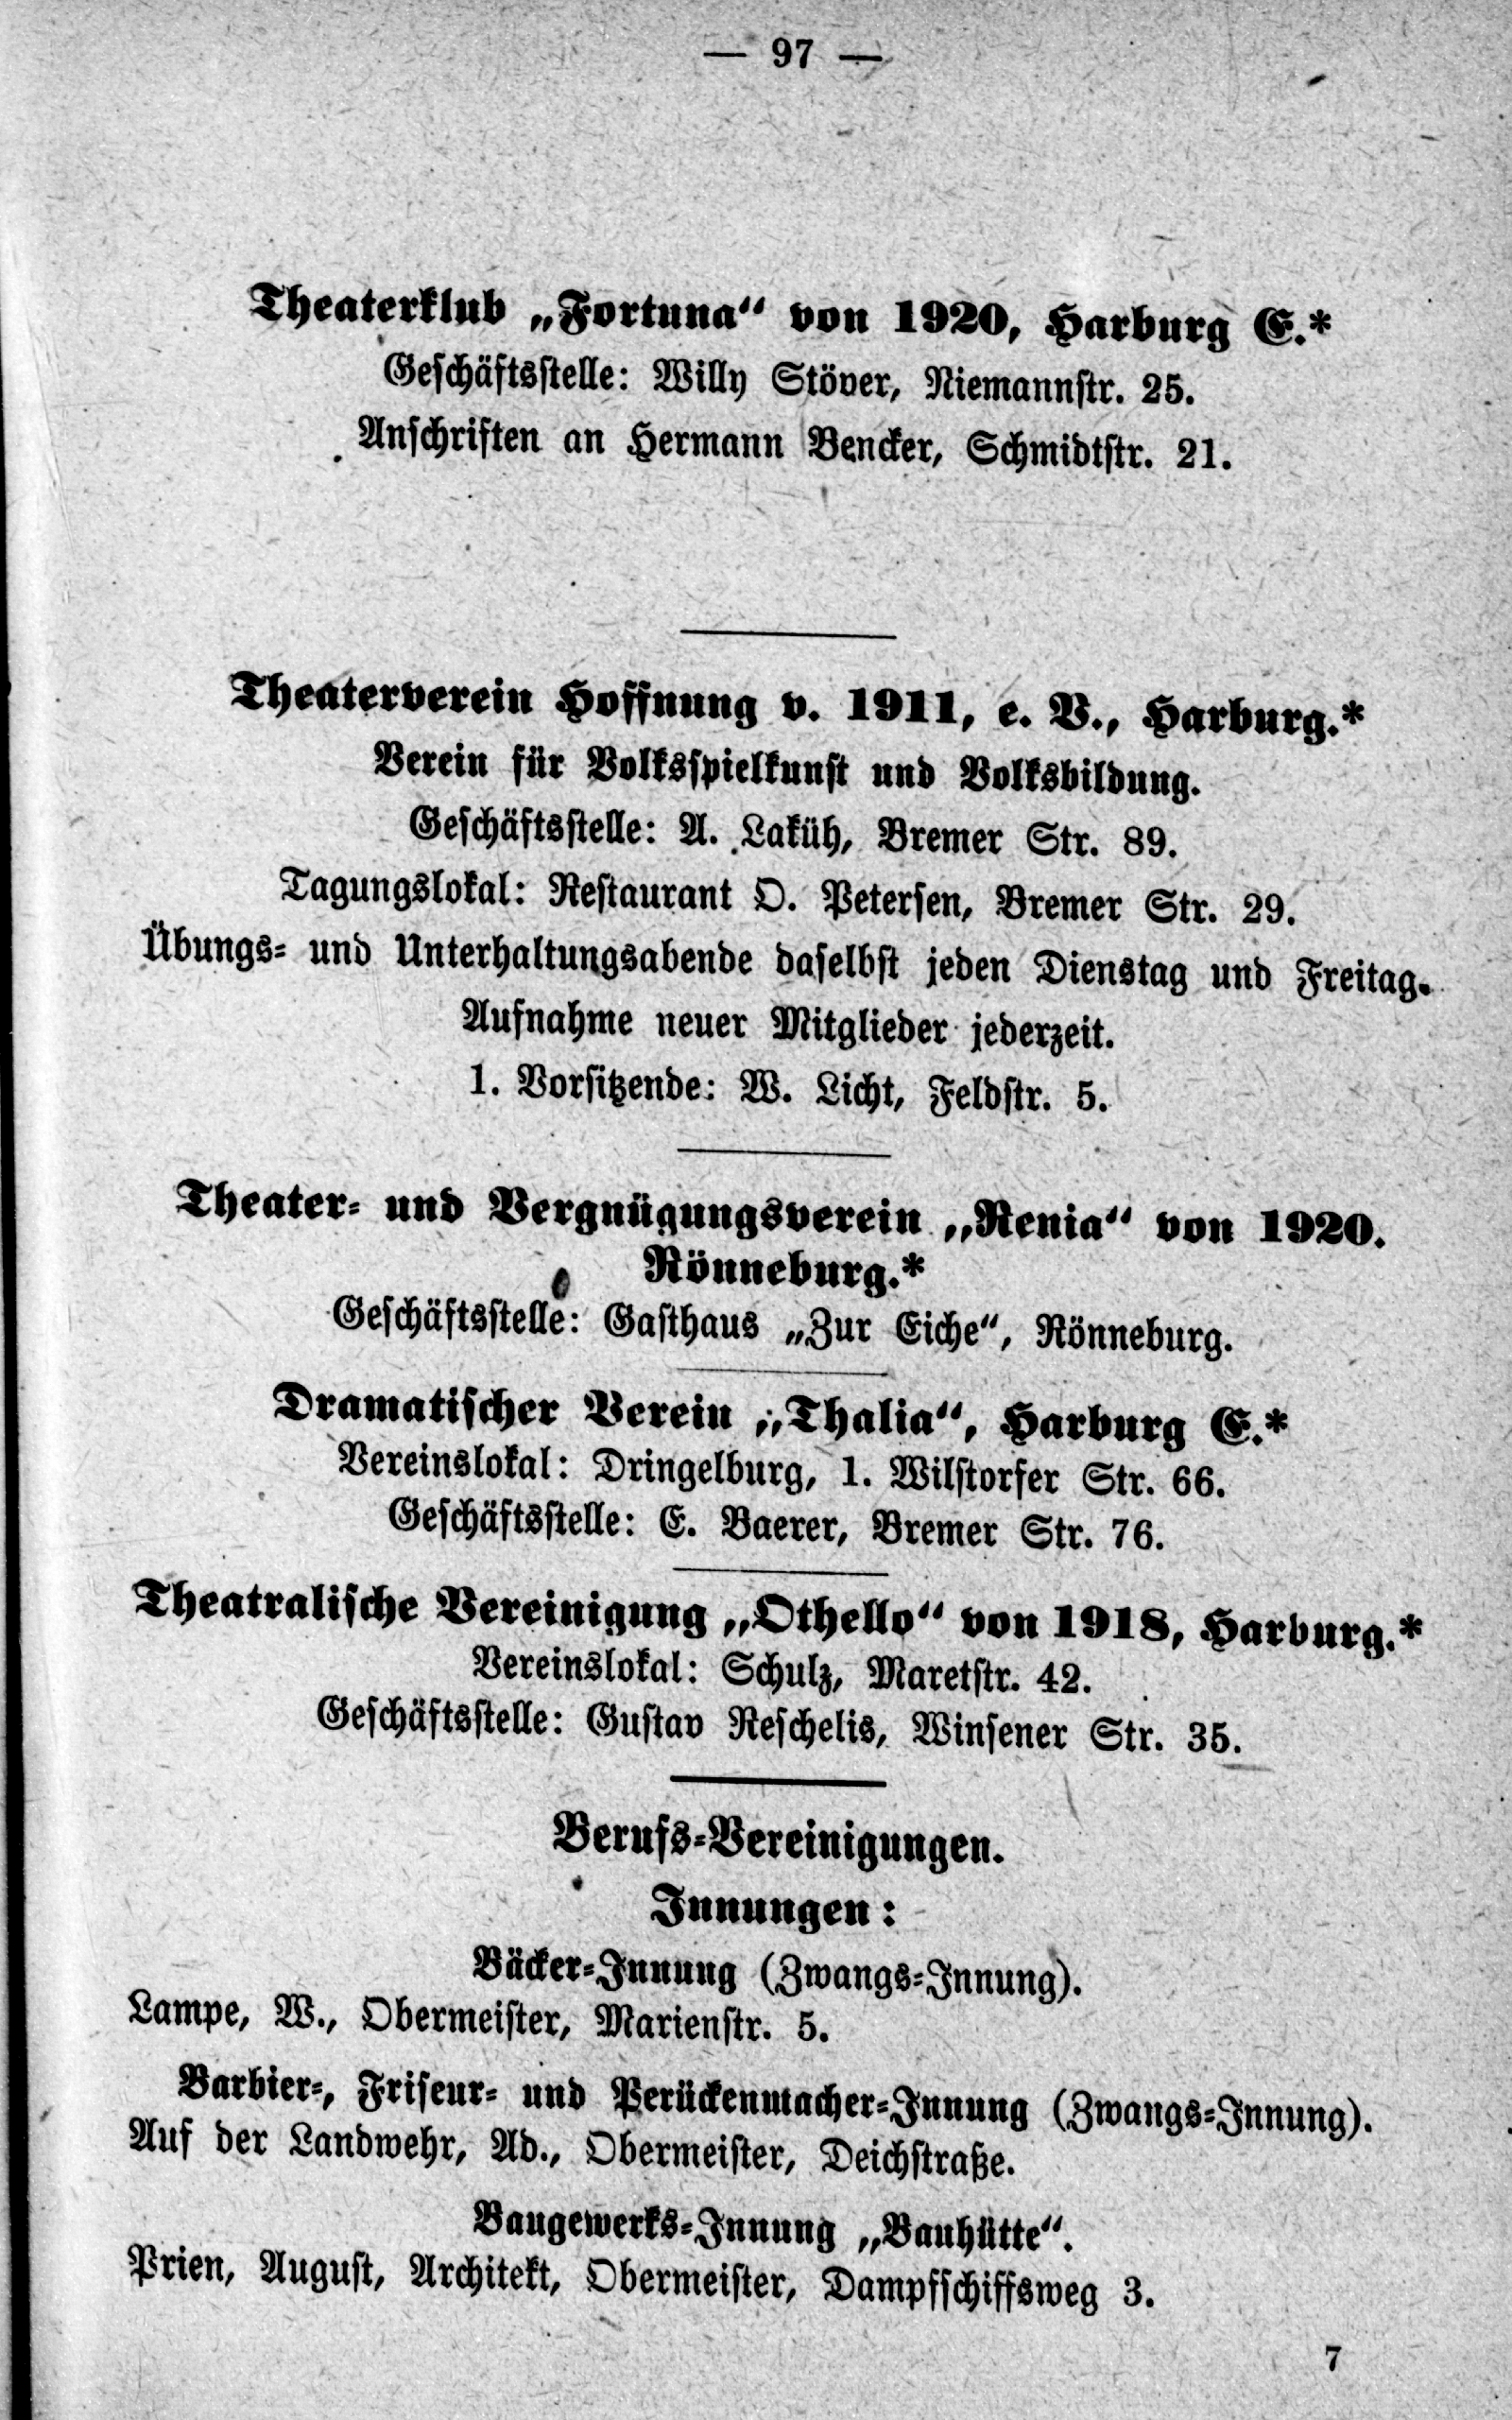 — 97 —
Theaterklub „Fortuna“ von 1920, Harburg E.*
Geschäftsstelle: Willy Stöver, Niemannstr. 25.
Anschriften an Hermann Bencker, Schmidtstr. 21.
Theaterverein Hoffnung v. 1911, e. V., Harburg.*
Verein für Volksspielkunst und Volksbildung.
Geschäftsstelle: A. Laküh, Bremer Str. 89.
Tagungslokal: Restaurant O. Petersen, Bremer Str. 29.
Übungs- und Unterhaltungsabende daselbst jeden Dienstag und Freitag.
Aufnahme neuer Mitglieder jederzeit.
1. Vorsitzende: W. Licht, Feldstr. 5.
Theater- und Vergnügungsverein „Renia“ von 1920.
Rönneburg.*
Geschäftsstelle: Gasthaus „Zur Eiche“, Rönneburg.
Dramatischer Verein „Thalia“, Harburg E.*
Vereinslokal: Dringelburg, 1. Wilstorfer Str. 66.
Geschäftsstelle: E. Baerer, Bremer Str. 76.
Theatralische Vereinigung „Othello“ von 1918, Harburg.*
Vereinslokal: Schulz, Maretstr. 42.
Geschäftsstelle: Gustav Reschelis, Winsener Str. 35.
Berufs-Vereinigungen.
Innungen:
Bäcker-Innung (Zwangs-Innung).
Lampe, W., Obermeister, Marienstr. 5.
Barbier-, Friseur- und Perückenmacher-Innung (Zwangs-Innung).
Auf der Landwehr, Ad., Obermeister, Deichstraße.
Baugewerks-Innung „Bauhütte“.
Prien, August, Architekt, Obermeister, Dampfschiffsweg 3.
7